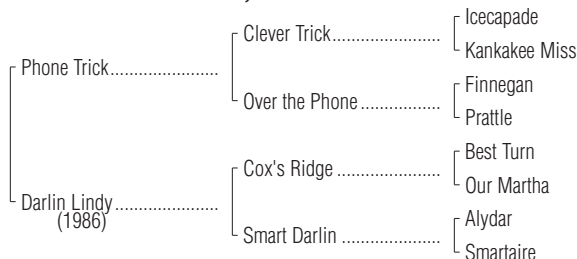 Icecapade
Clever Trick........................
Kankakee Miss
Phone Trick........................
Finnegan
Over the Phone .................
Prattle
Best Turn
Cox's Ridge ......................
Our Martha
Darlin Lindy ......................
(1986)
Alydar
Smart Darlin .....................
Smartaire